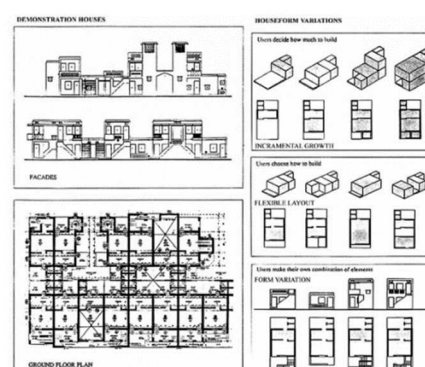 DEMONSTRATION HOUSES
FACADES
GROUND FLOOR PLAN
HOUSEFORM VARIATIONS
Users decide how much to build
INCRAMENTAL GROWTH
Users choose how to build
FLEXIBLE LAYOUT
Users make their own combination of elements
FORM VARIATION